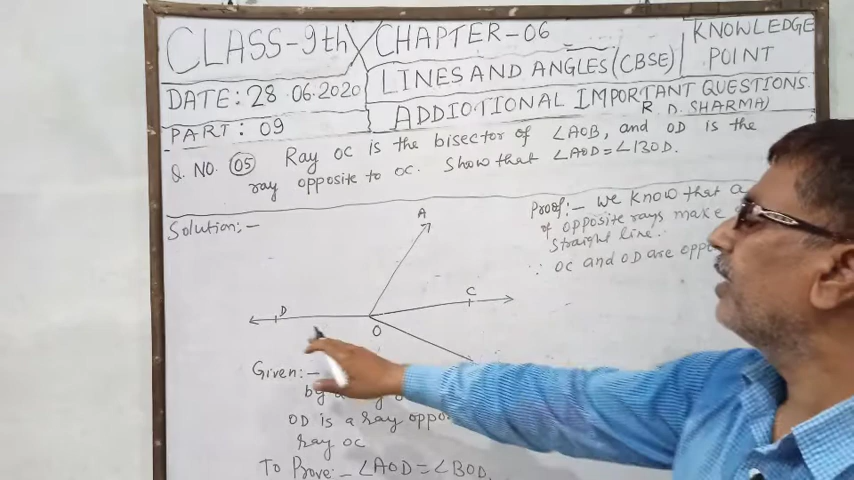 CLASS-9th
CHAPTER-06
KNOWLEDGE
POINT
LINES AND ANGLES (CBSE)
DATE: 28.06.2020
ADDIOTIONAL IMPORTANT QUESTIONS
R.D. SHARMA)
PART: 09
Q. NO. 05 Ray OC is the bisector of ∠AOB, and OD is the
ray opposite to OC. Show that ∠AOD = ∠BOD.
Solution:-
Proof:- We know that a
of opposite rays make
straight line.
∵ OC and OD are oppo
A
D
C
O
Given:-
by
OD is a ray oppo
ray OC
To Prove:- ∠AOD = ∠BOD.